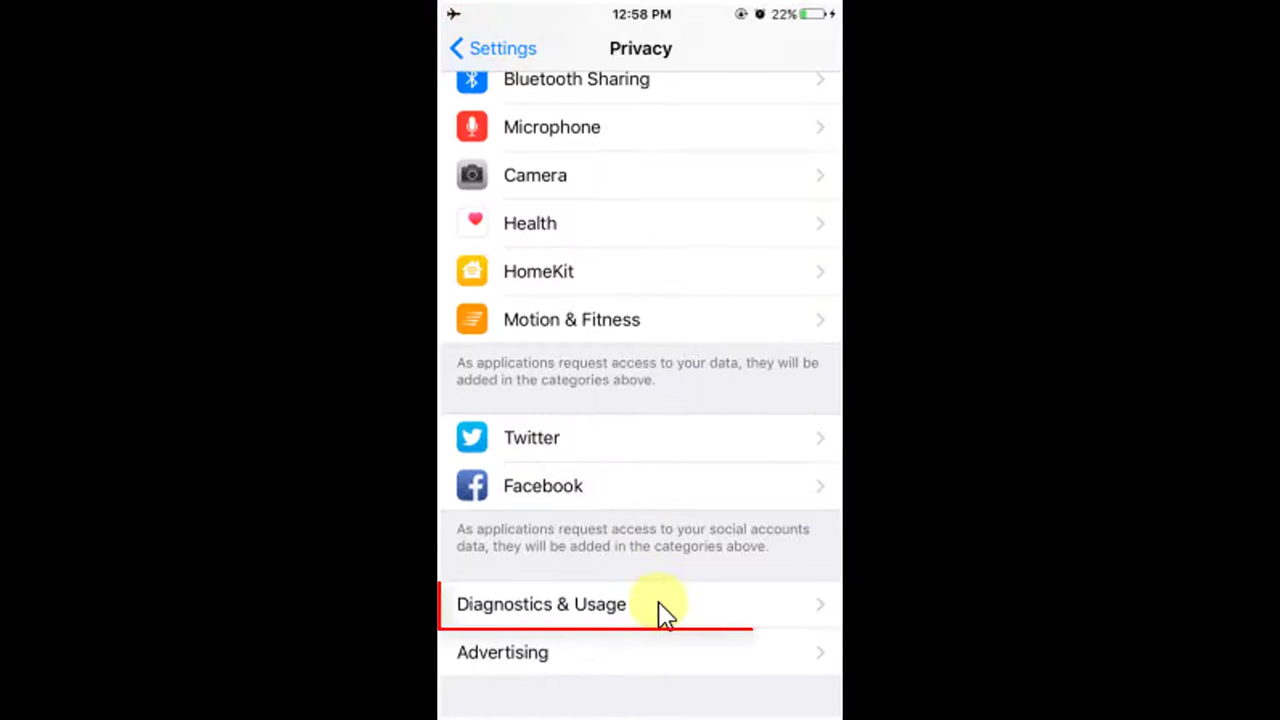 12:58 PM 22%
Settings Privacy
Bluetooth Sharing
Microphone
Camera
Health
HomeKit
Motion & Fitness
As applications request access to your data, they will be
added in the categories above.
Twitter
Facebook
As applications request access to your social accounts
data, they will be added in the categories above.
Diagnostics & Usage
Advertising